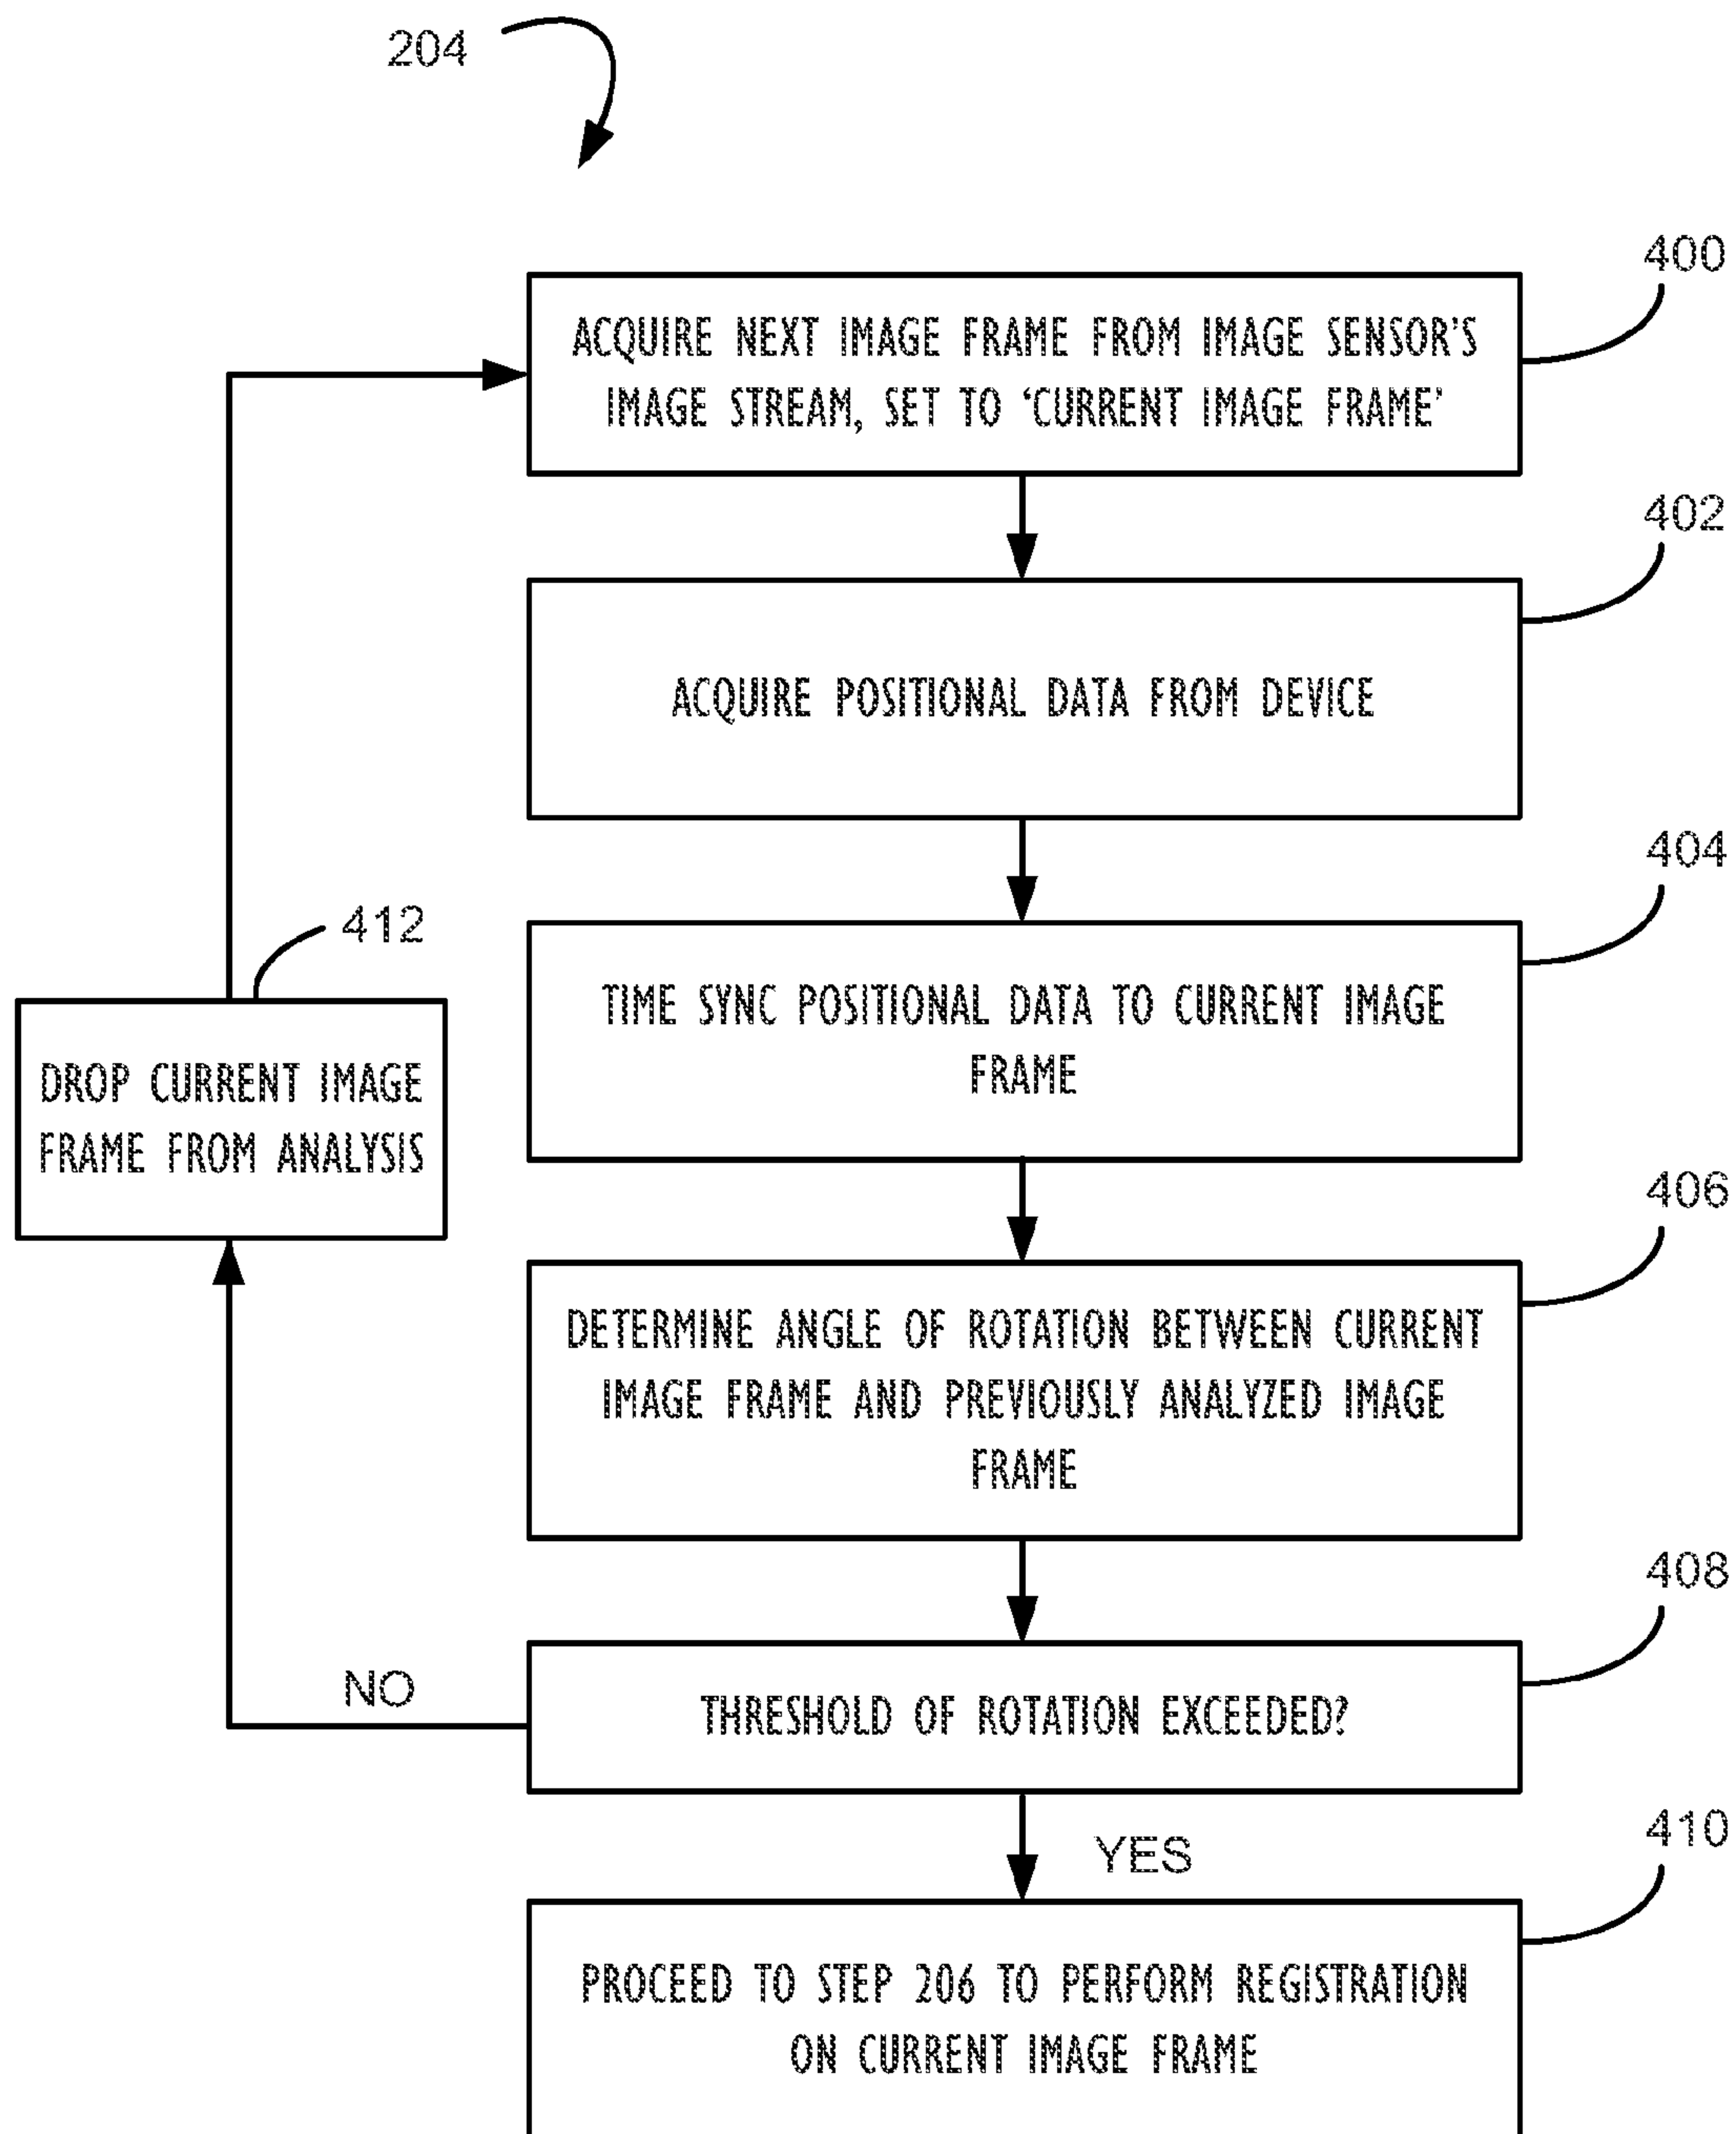 204
400
ACQUIRE NEXT IMAGE FRAME FROM IMAGE SENSOR'S
IMAGE STREAM, SET TO ‘CURRENT IMAGE FRAME’
402
ACQUIRE POSITIONAL DATA FROM DEVICE
404
TIME SYNC POSITIONAL DATA TO CURRENT IMAGE
FRAME
412
DROP CURRENT IMAGE
FRAME FROM ANALYSIS
406
DETERMINE ANGLE OF ROTATION BETWEEN CURRENT
IMAGE FRAME AND PREVIOUSLY ANALYZED IMAGE
FRAME
408
THRESHOLD OF ROTATION EXCEEDED?
NO
YES
410
PROCEED TO STEP 206 TO PERFORM REGISTRATION
ON CURRENT IMAGE FRAME